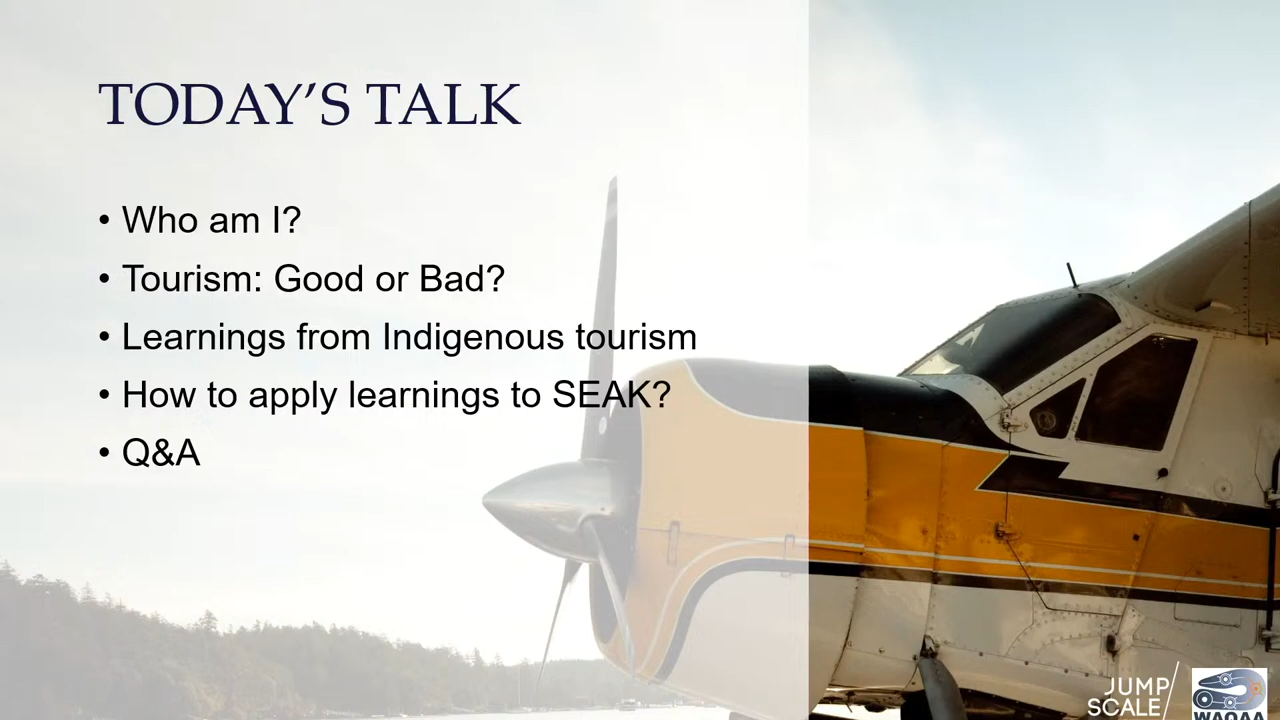 TODAY’S TALK
• Who am I?
• Tourism: Good or Bad?
• Learnings from Indigenous tourism
• How to apply learnings to SEAK?
• Q&A
JUMP
SCALE
WAOAA